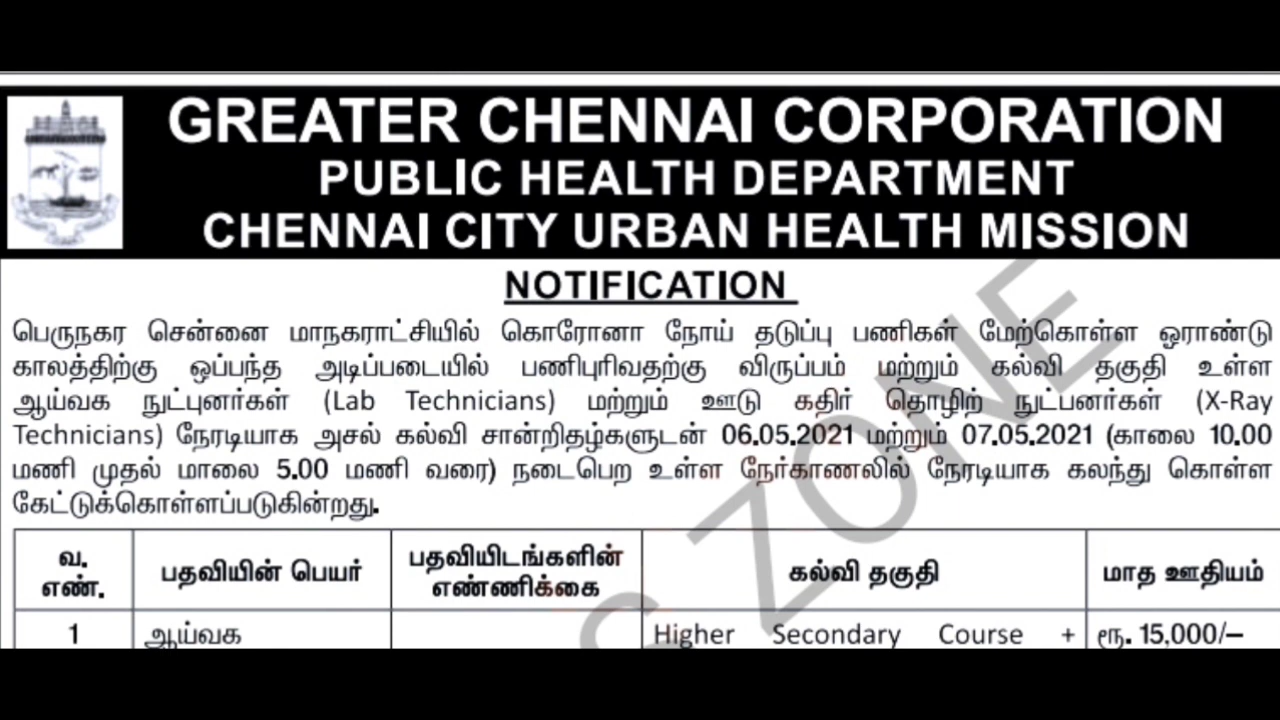 GREATER CHENNAI CORPORATION
PUBLIC HEALTH DEPARTMENT
CHENNAI CITY URBAN HEALTH MISSION
NOTIFICATION
பெருநகர சென்னை மாநகராட்சியில் கொரோனா நோய் தடுப்பு பணிகள் மேற்கொள்ள ஓராண்டு
காலத்திற்கு ஒப்பந்த அடிப்படையில் பணிபுரிவதற்கு விருப்பம் மற்றும் கல்வி தகுதி உள்ள
ஆய்வக நுட்புனர்கள் (Lab Technicians) மற்றும் ஊடு கதிர் தொழிற் நுட்பனர்கள் (X-Ray
Technicians) நேரடியாக அசல் கல்வி சான்றிதழ்களுடன் 06.05.2021 மற்றும் 07.05.2021 (காலை 10.00
மணி முதல் மாலை 5.00 மணி வரை) நடைபெற உள்ள நேர்காணலில் நேரடியாக கலந்து கொள்ள
கேட்டுக்கொள்ளப்படுகின்றது.
வ. எண். பதவியின் பெயர் பதவியிடங்களின் எண்ணிக்கை கல்வி தகுதி மாத ஊதியம்
1 ஆய்வக Higher Secondary Course + ரூ. 15,000/–
S ZONE